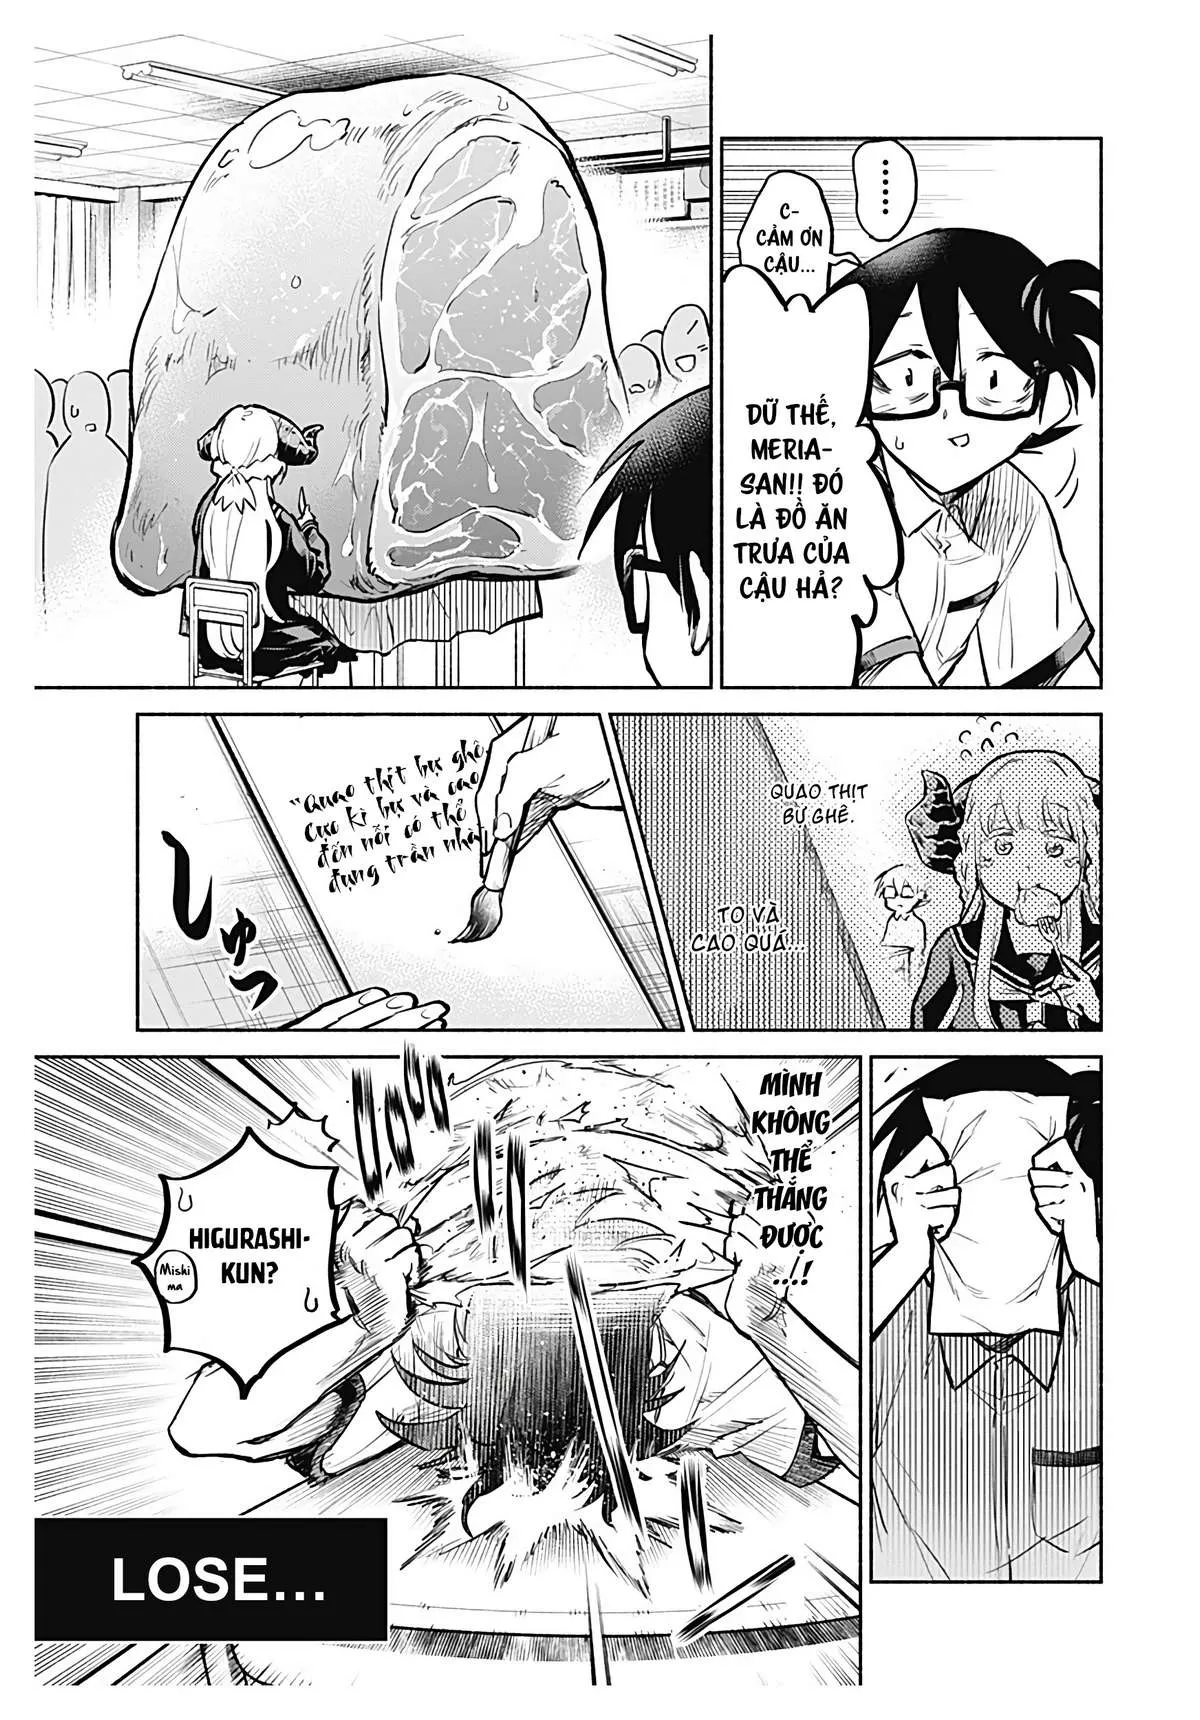 ......
C-
CẢM ƠN
CẬU...
DỮ THẾ,
MERIA-
SAN!! ĐÓ
LÀ ĐỒ ĂN
TRƯA CỦA
CẬU HẢ?
QUAO THỊT
BỰ GHÊ.
TO VÀ
CAO QUÁ...
"Quao thịt bự ghê,
cực kì bự và cao
đến nỗi có thể
đụng trần nhà
しゅっ
MÌNH
KHÔNG
THỂ
THẮNG
ĐƯỢC
...!
HIGURASHI-
KUN?
Mishi
ma
LOSE...